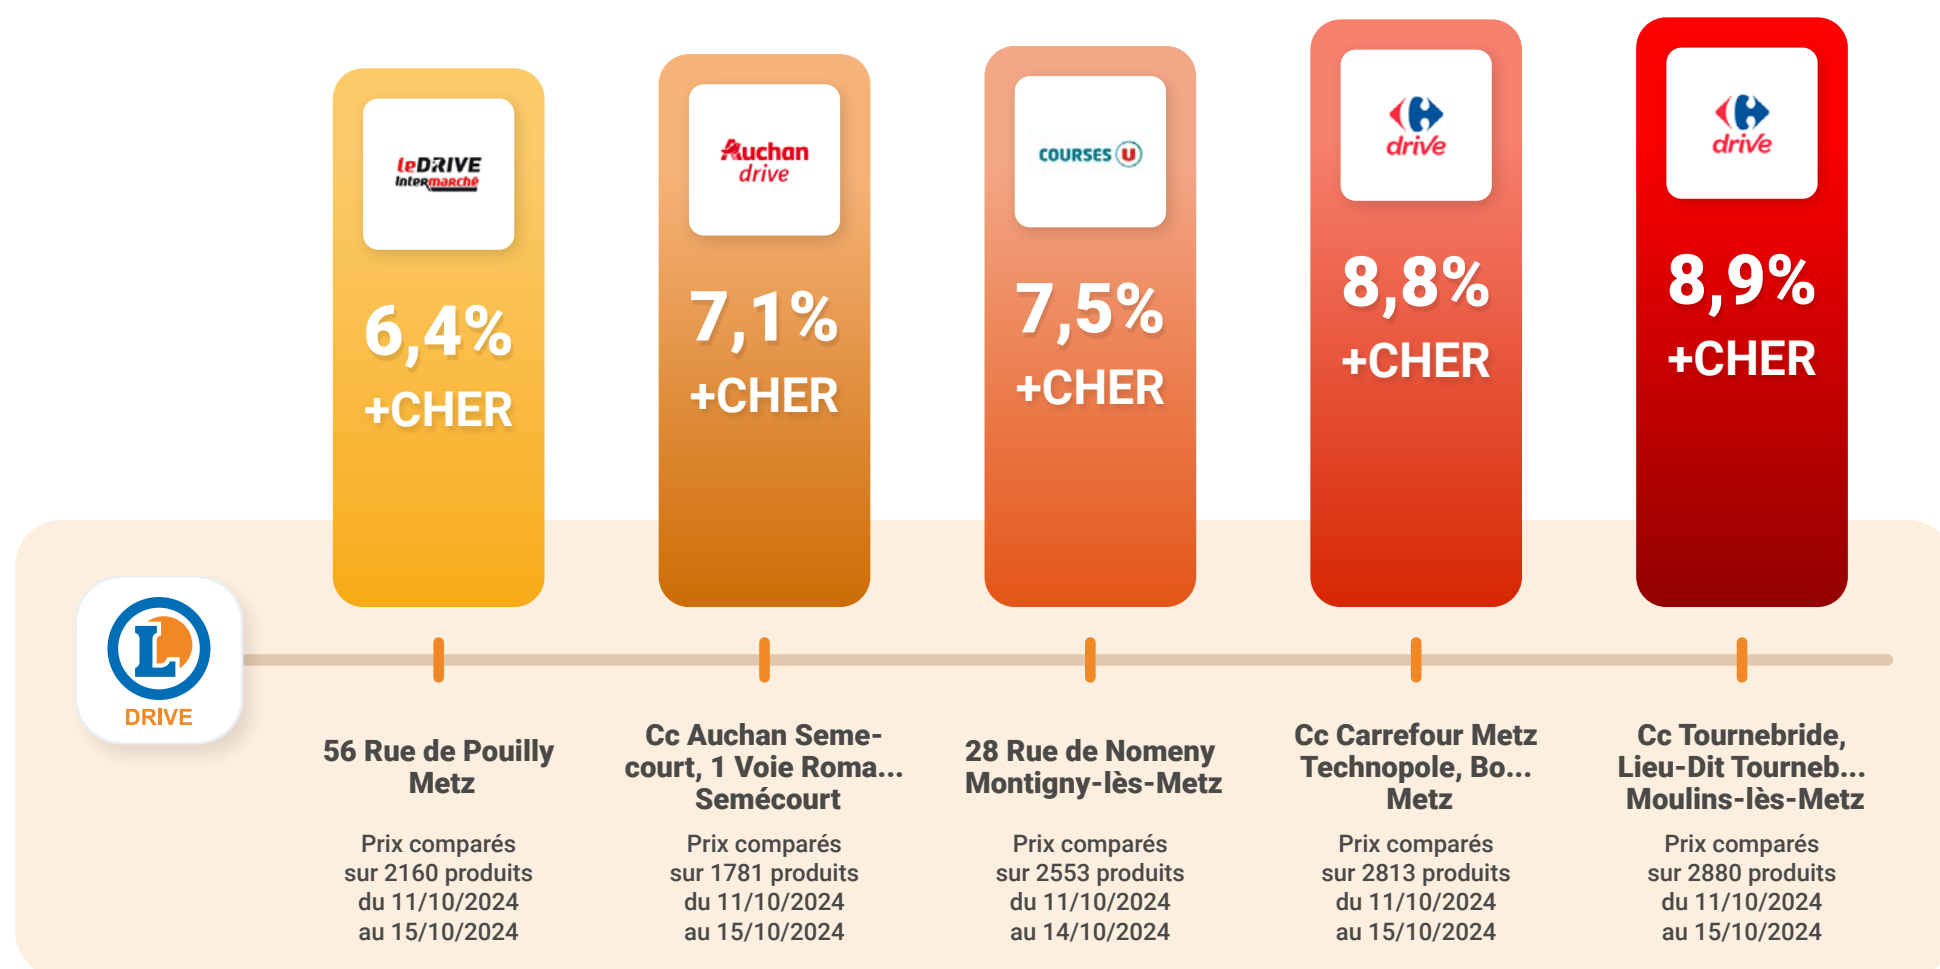 leDRIVE
Intermarché
6,4%
+CHER
Auchan
drive
7,1%
+CHER
COURSES U
7,5%
+CHER
drive
8,8%
+CHER
drive
8,9%
+CHER
L
DRIVE
56 Rue de Pouilly
Metz
Prix comparés
sur 2160 produits
du 11/10/2024
au 15/10/2024
Cc Auchan Seme-
court, 1 Voie Roma...
Semécourt
Prix comparés
sur 1781 produits
du 11/10/2024
au 15/10/2024
28 Rue de Nomeny
Montigny-lès-Metz
Prix comparés
sur 2553 produits
du 11/10/2024
au 14/10/2024
Cc Carrefour Metz
Technopole, Bo...
Metz
Prix comparés
sur 2813 produits
du 11/10/2024
au 15/10/2024
Cc Tournebride,
Lieu-Dit Tourneb...
Moulins-lès-Metz
Prix comparés
sur 2880 produits
du 11/10/2024
au 15/10/2024